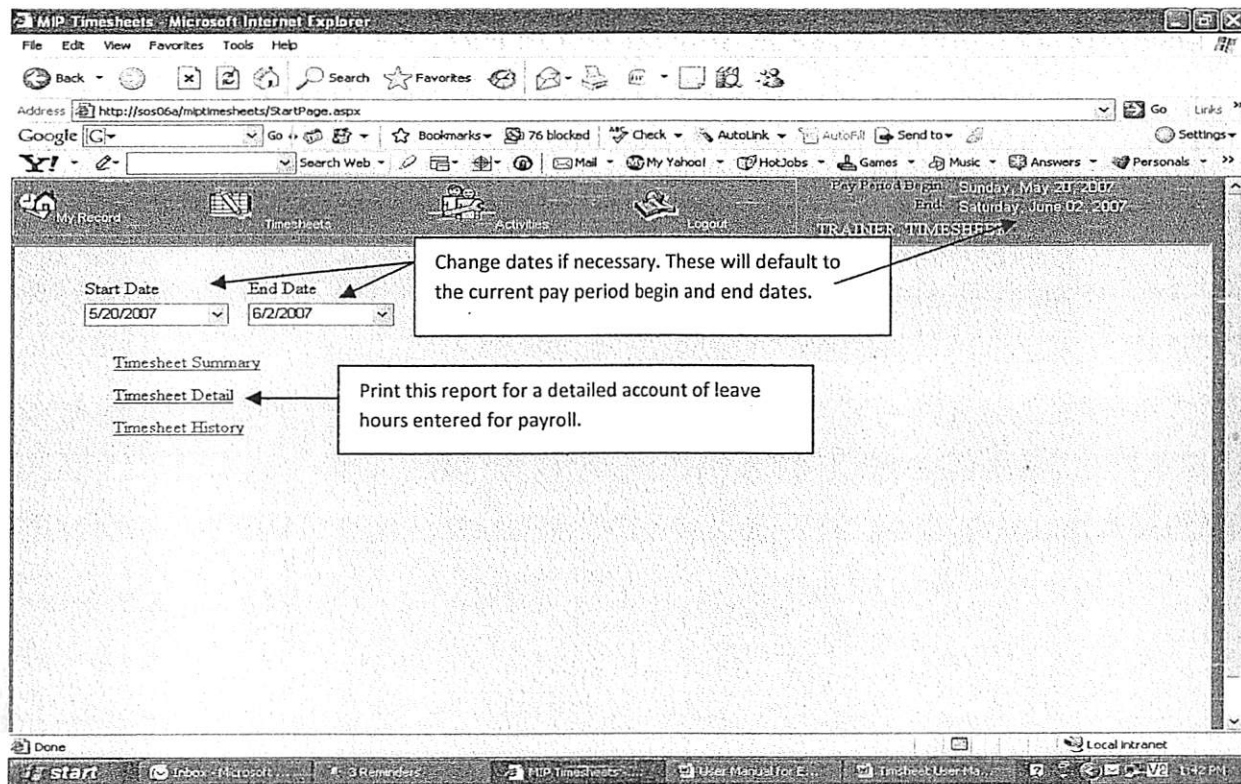 MIP Timesheets - Microsoft Internet Explorer
File Edit View Favorites Tools Help
Back Search Favorites
Address http://sos06a/miptimesheets/StartPage.aspx Go Links »
Google G Go Bookmarks 76 blocked Check AutoLink AutoFill Send to Settings
Y! Search Web Mail My Yahoo! HotJobs Games Music Answers Personals »
My Record Timesheets Activities Logout
Pay Period Begin: Sunday, May 20, 2007
End: Saturday, June 02, 2007
TRAINER, TIMESHEET
Change dates if necessary. These will default to
the current pay period begin and end dates.
Start Date End Date
5/20/2007 6/2/2007
Timesheet Summary
Timesheet Detail
Timesheet History
Print this report for a detailed account of leave
hours entered for payroll.
Done Local intranet
start Inbox - Microsoft ... 3 Reminders MIP Timesheets -... User Manual for E... Timsheet User Ma... 1:42 PM